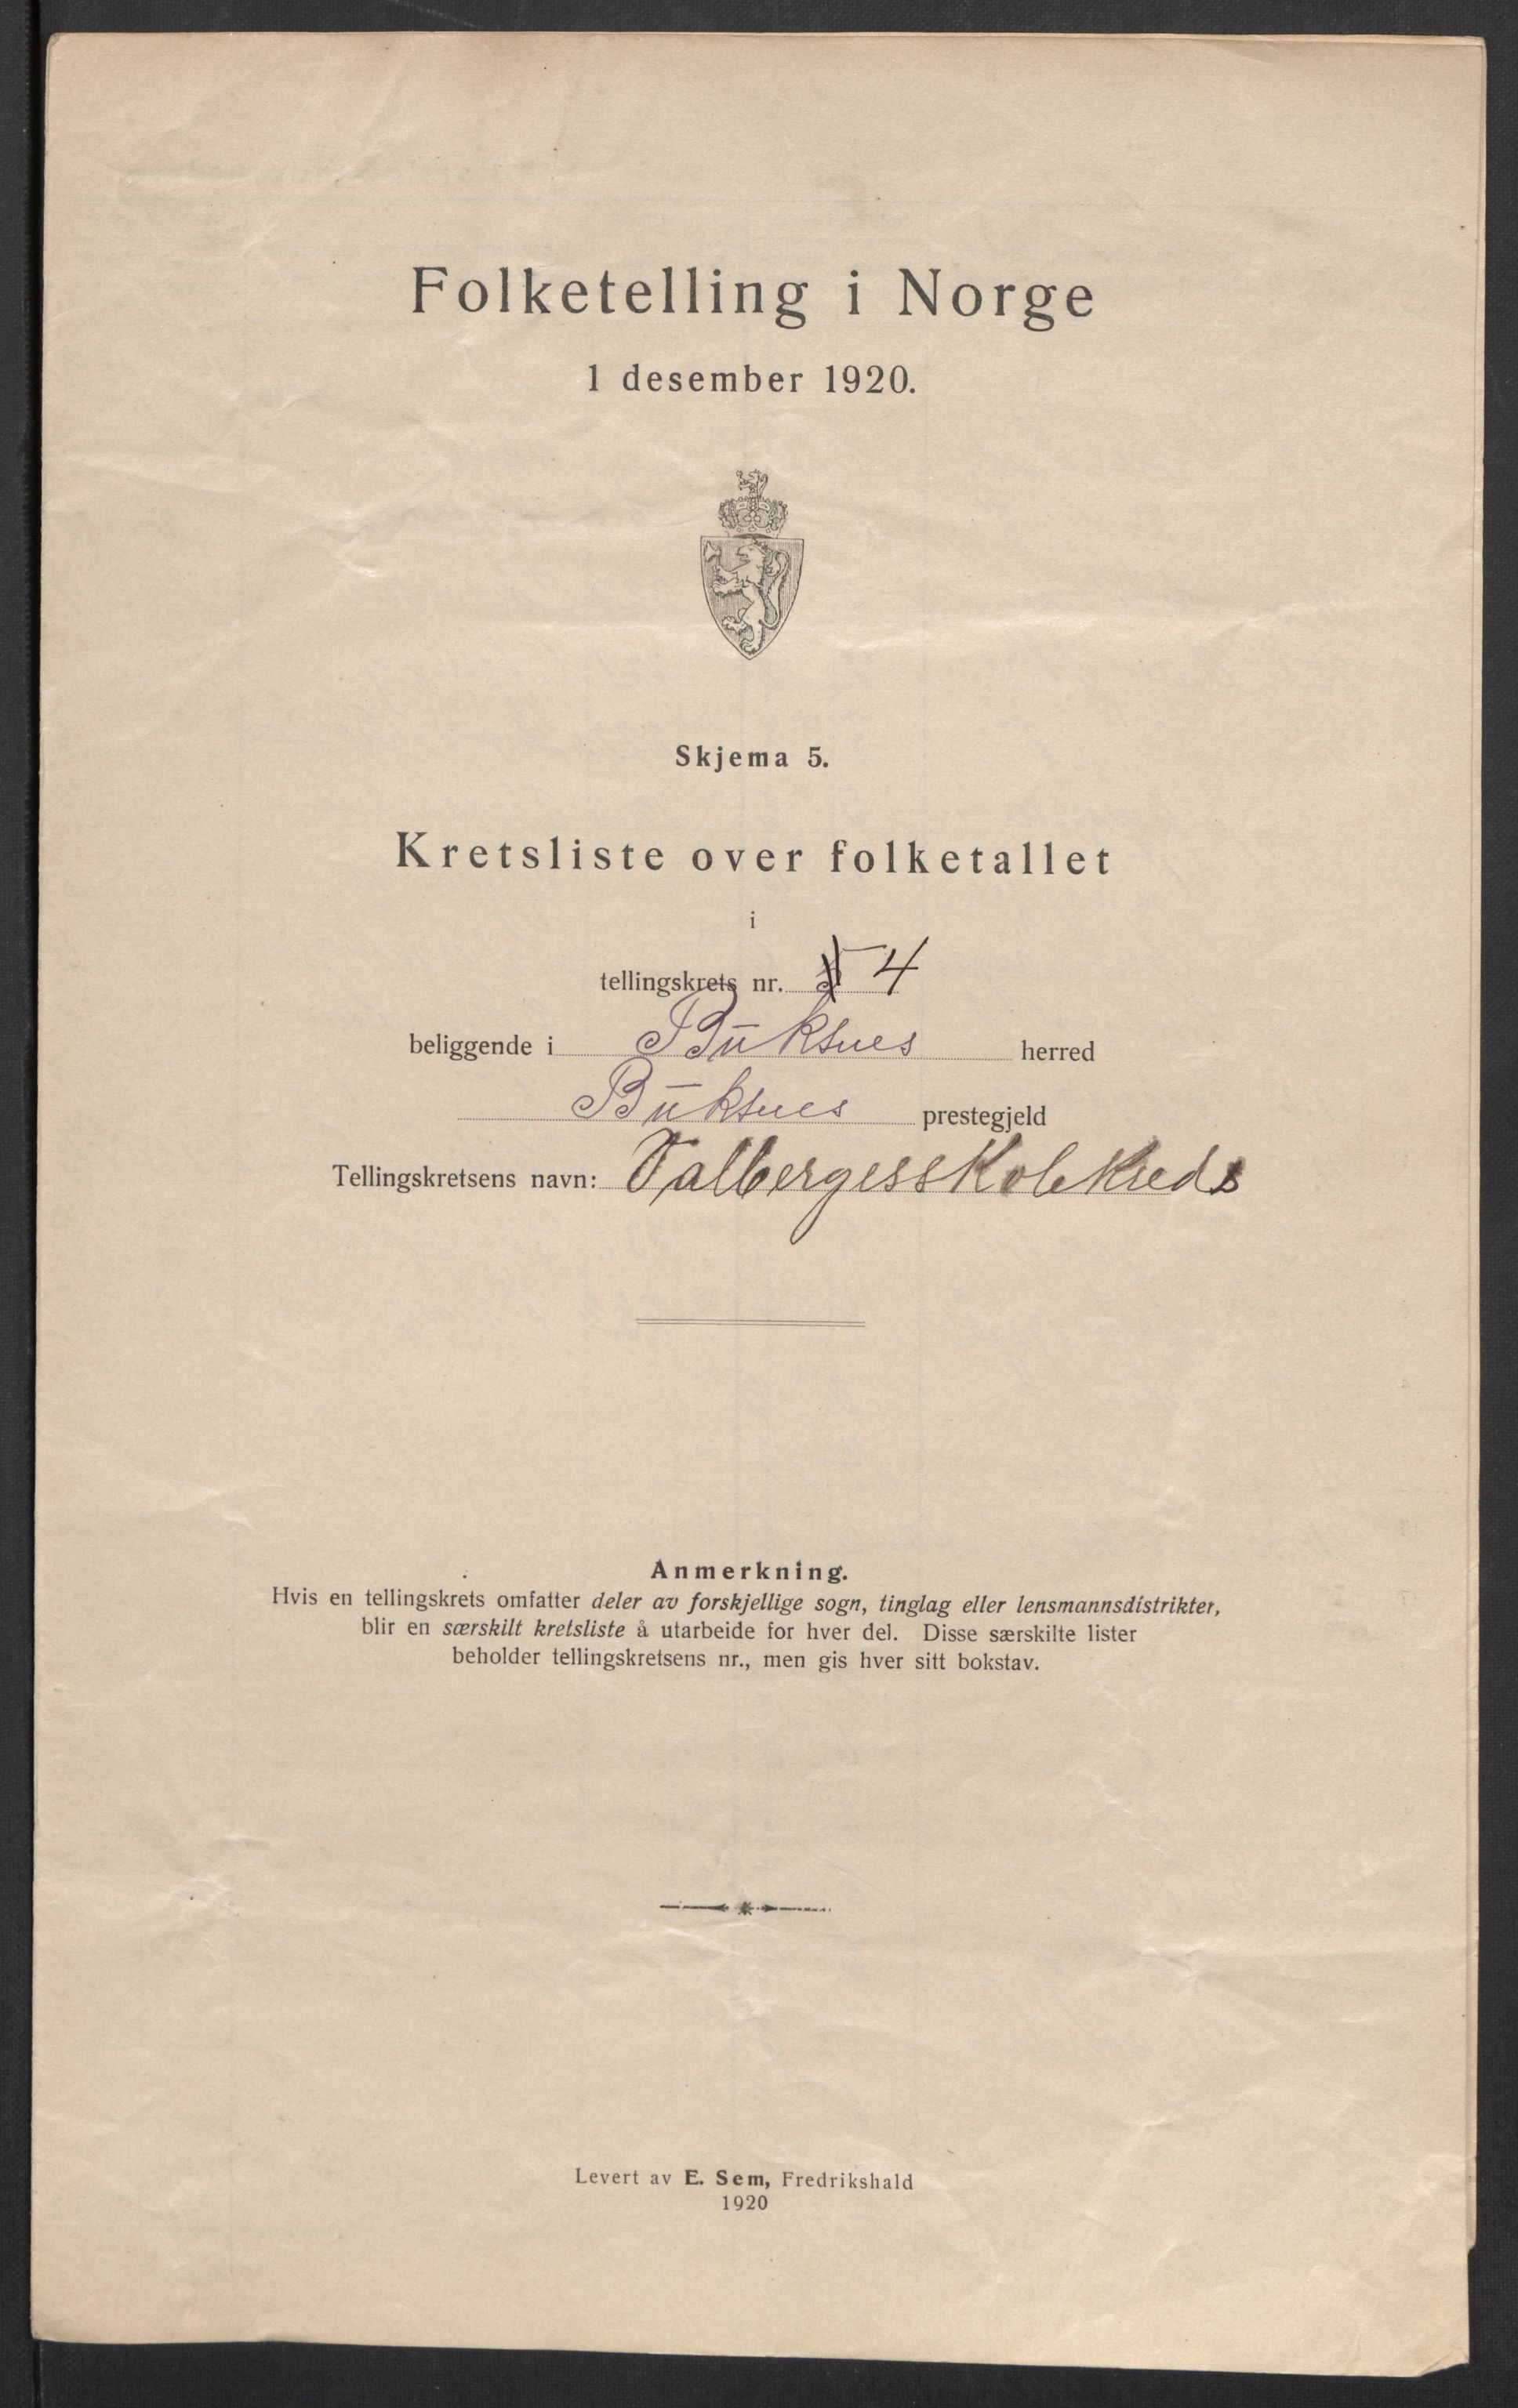 Folketelling i Norge
1 desember 1920.
Skjema 5.
Kretsliste over folketallet
i
tellingskrets nr. 4
beliggende i Buksnes herred
Buksnes prestegjeld
Tellingskretsens navn: Valbergesskolekreds
Anmerkning.
Hvis en tellingskrets omfatter deler av forskjellige sogn, tinglag eller lensmannsdistrikter,
blir en særskilt kretsliste å utarbeide for hver del. Disse særskilte lister
beholder tellingskretsens nr., men gis hver sitt bokstav.
Levert av E. Sem, Fredrikshald
1920